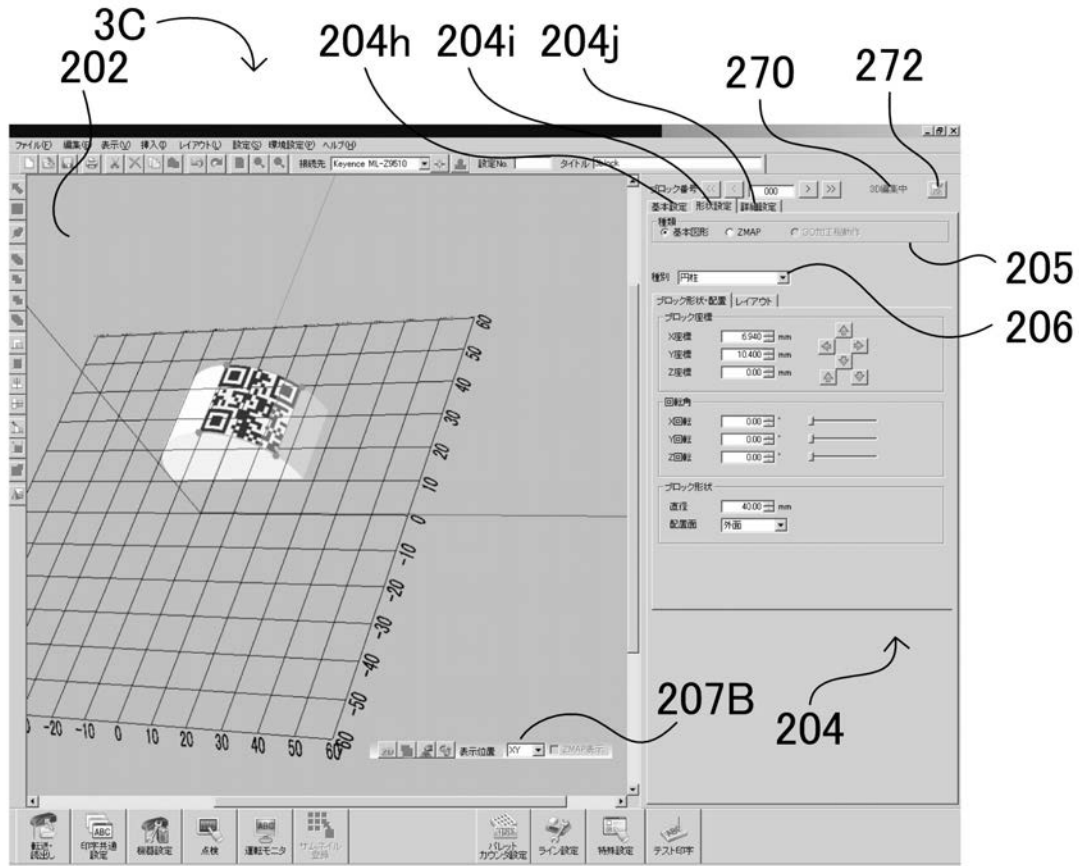 3C
204h 204i 204j
202
270
272
ファイル(F) 編集(E) 表示(V) 挿入(I) レイアウト(L) 設定(S) 環境設定(P) ヘルプ(H)
接続先 Keyence ML-Z9510 設定No. タイトル
ブロック番号 << < 000 > >> 3D編集中
基本設定 形状設定 詳細設定
種類
基本図形 ZMAP
205
種別 円柱
206
ブロック形状・配置 レイアウト
ブロック座標
X座標 6.940 mm
Y座標 10.400 mm
Z座標 0.00 mm
回転角
X回転 0.00 °
Y回転 0.00 °
Z回転 0.00 °
ブロック形状
直径 40.00 mm
配置面 外面
60
50
40
30
20
10
0
-10
-20
-30
-40
-50
-60
-20 -10 0 10 20 30 40 50 60
207B
204
2D 表示位置 XY ZMAP表示
転送・読出し
印字共通設定
機器設定
点検
運転モニタ
サムネイル登録
パレットカウンタ設定
ライン設定
特殊設定
テスト印字